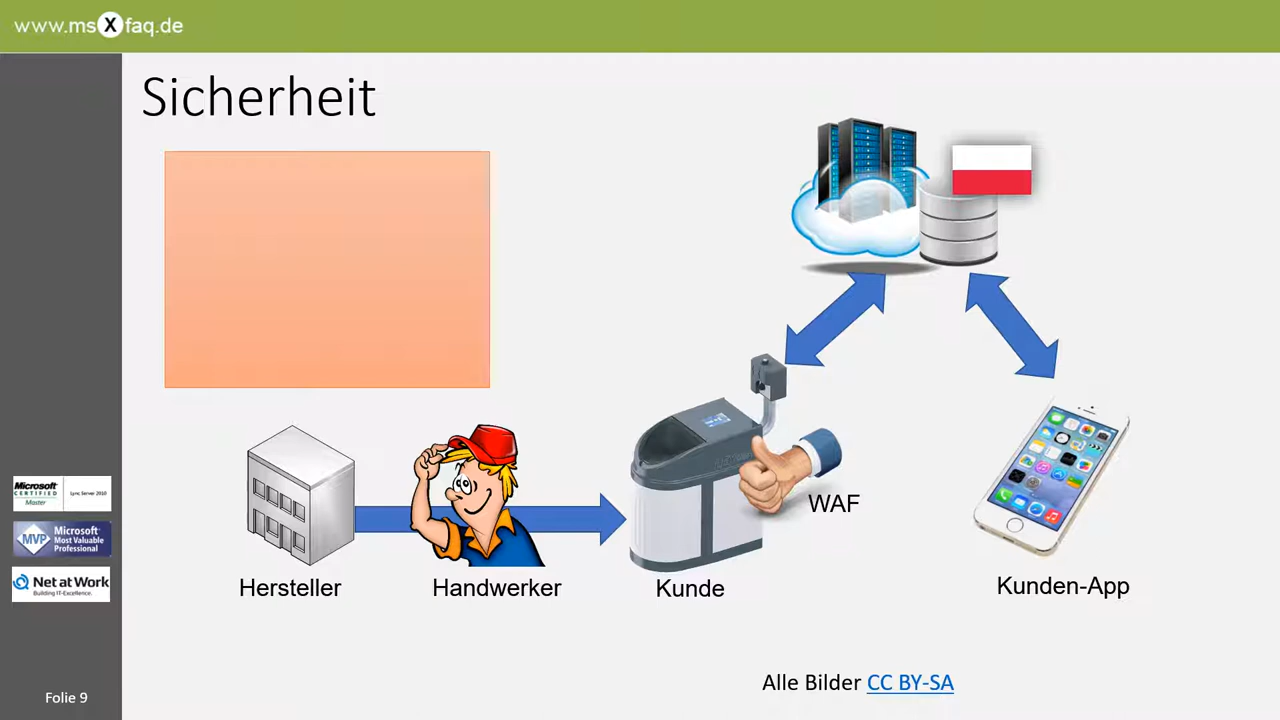 www.msXfaq.de
Sicherheit
WAF
Hersteller
Handwerker
Kunde
Kunden-App
Microsoft
CERTIFIED
Master
Lync Server 2010
MVP
Microsoft
Most Valuable
Professional
Net at Work
Building IT-Excellence.
Alle Bilder CC BY-SA
Folie 9